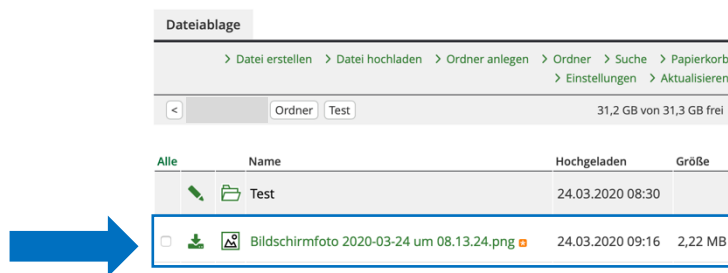 Dateiablage
> Datei erstellen > Datei hochladen > Ordner anlegen > Ordner > Suche > Papierkorb
> Einstellungen > Aktualisieren
< Ordner Test 31,2 GB von 31,3 GB frei
Alle Name Hochgeladen Größe
Test 24.03.2020 08:30
Bildschirmfoto 2020-03-24 um 08.13.24.png 24.03.2020 09:16 2,22 MB